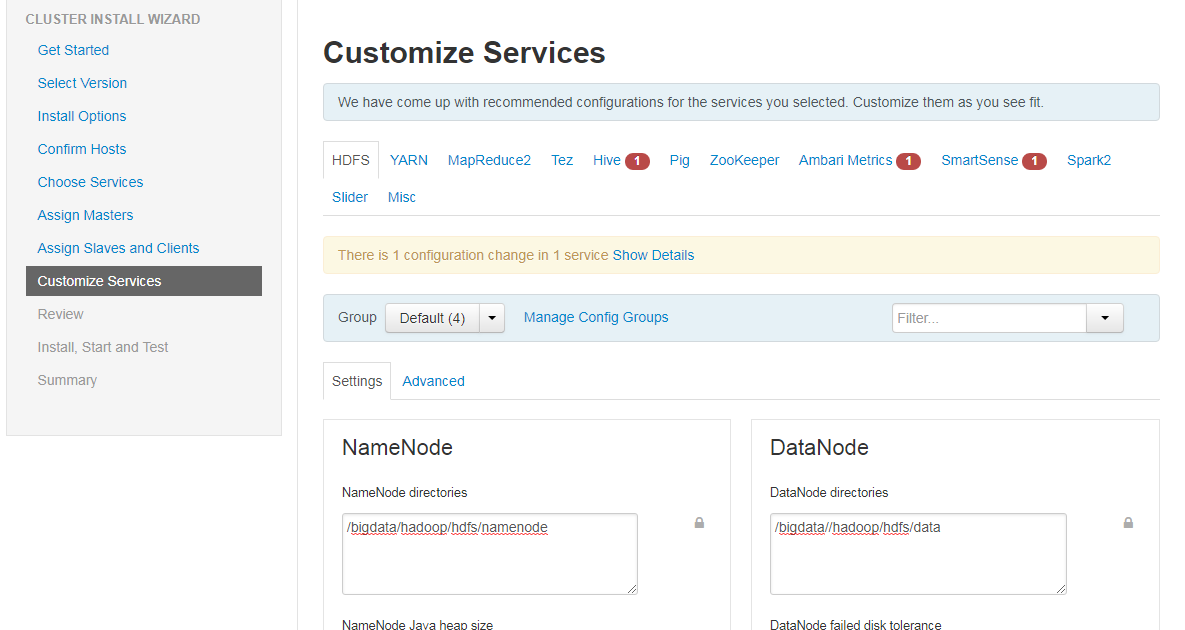 CLUSTER INSTALL WIZARD
Get Started
Select Version
Install Options
Confirm Hosts
Choose Services
Assign Masters
Assign Slaves and Clients
Customize Services
Review
Install, Start and Test
Summary
Customize Services
We have come up with recommended configurations for the services you selected. Customize them as you see fit.
HDFS YARN MapReduce2 Tez Hive 1 Pig ZooKeeper Ambari Metrics 1 SmartSense 1 Spark2
Slider Misc
There is 1 configuration change in 1 service Show Details
Group Default (4) Manage Config Groups Filter...
Settings Advanced
NameNode
NameNode directories
/bigdata/hadoop/hdfs/namenode
NameNode Java heap size
DataNode
DataNode directories
/bigdata//hadoop/hdfs/data
DataNode failed disk tolerance